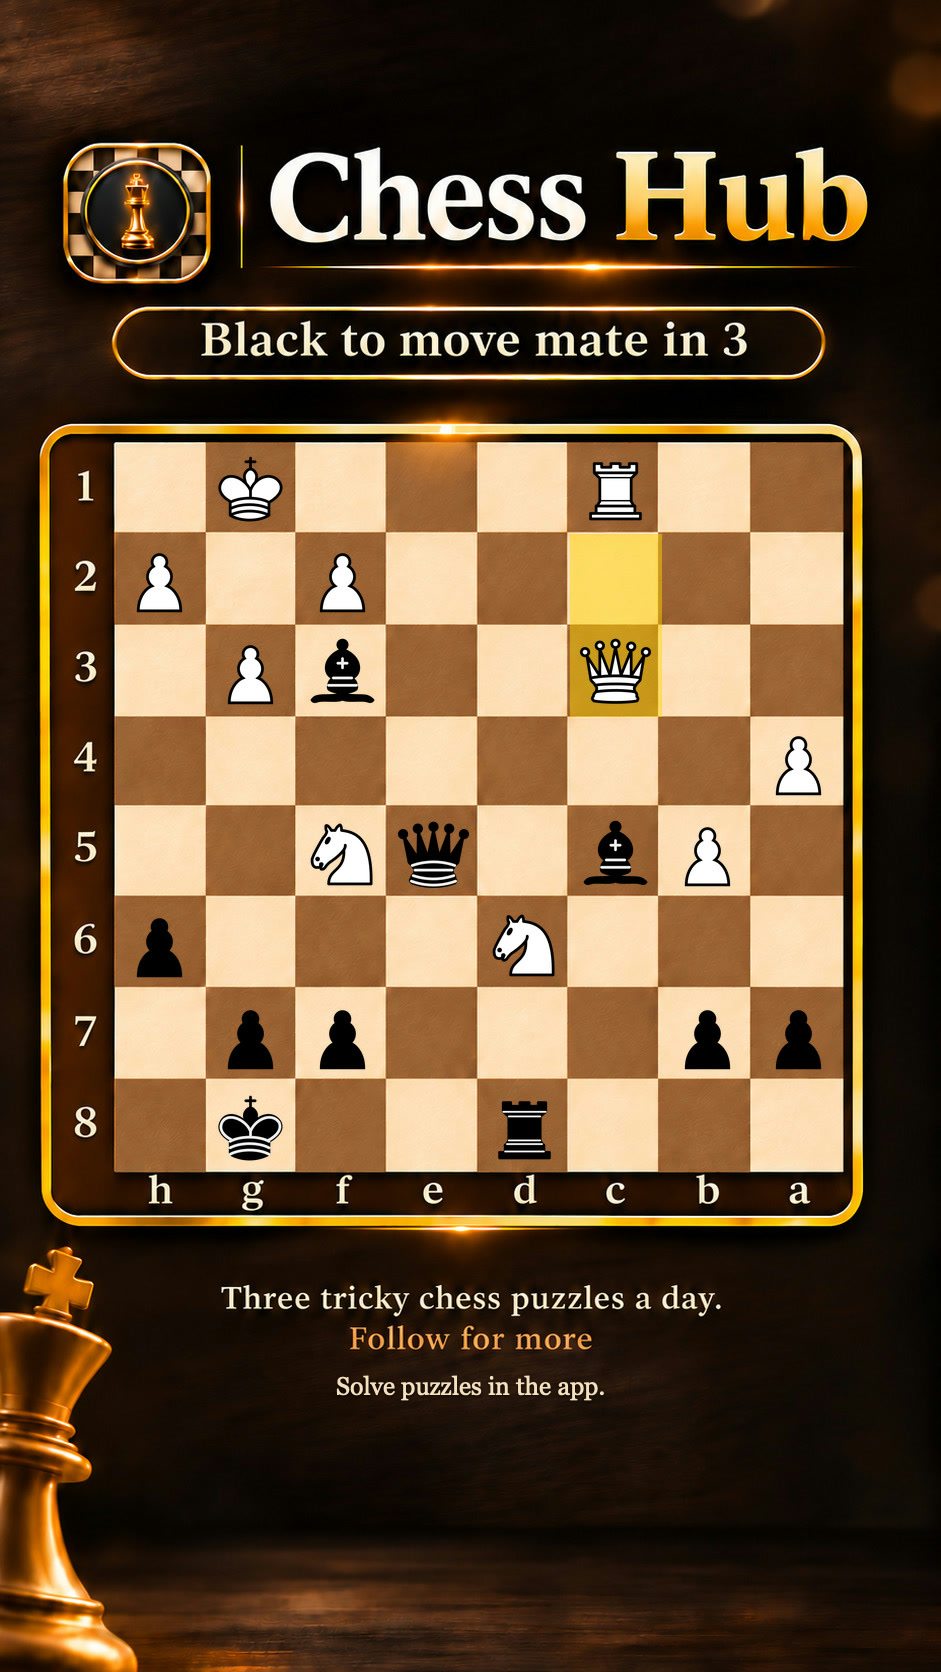 Chess Hub
Black to move mate in 3
1
2
3
4
5
6
7
8
h g f e d c b a
Three tricky chess puzzles a day.
Follow for more
Solve puzzles in the app.